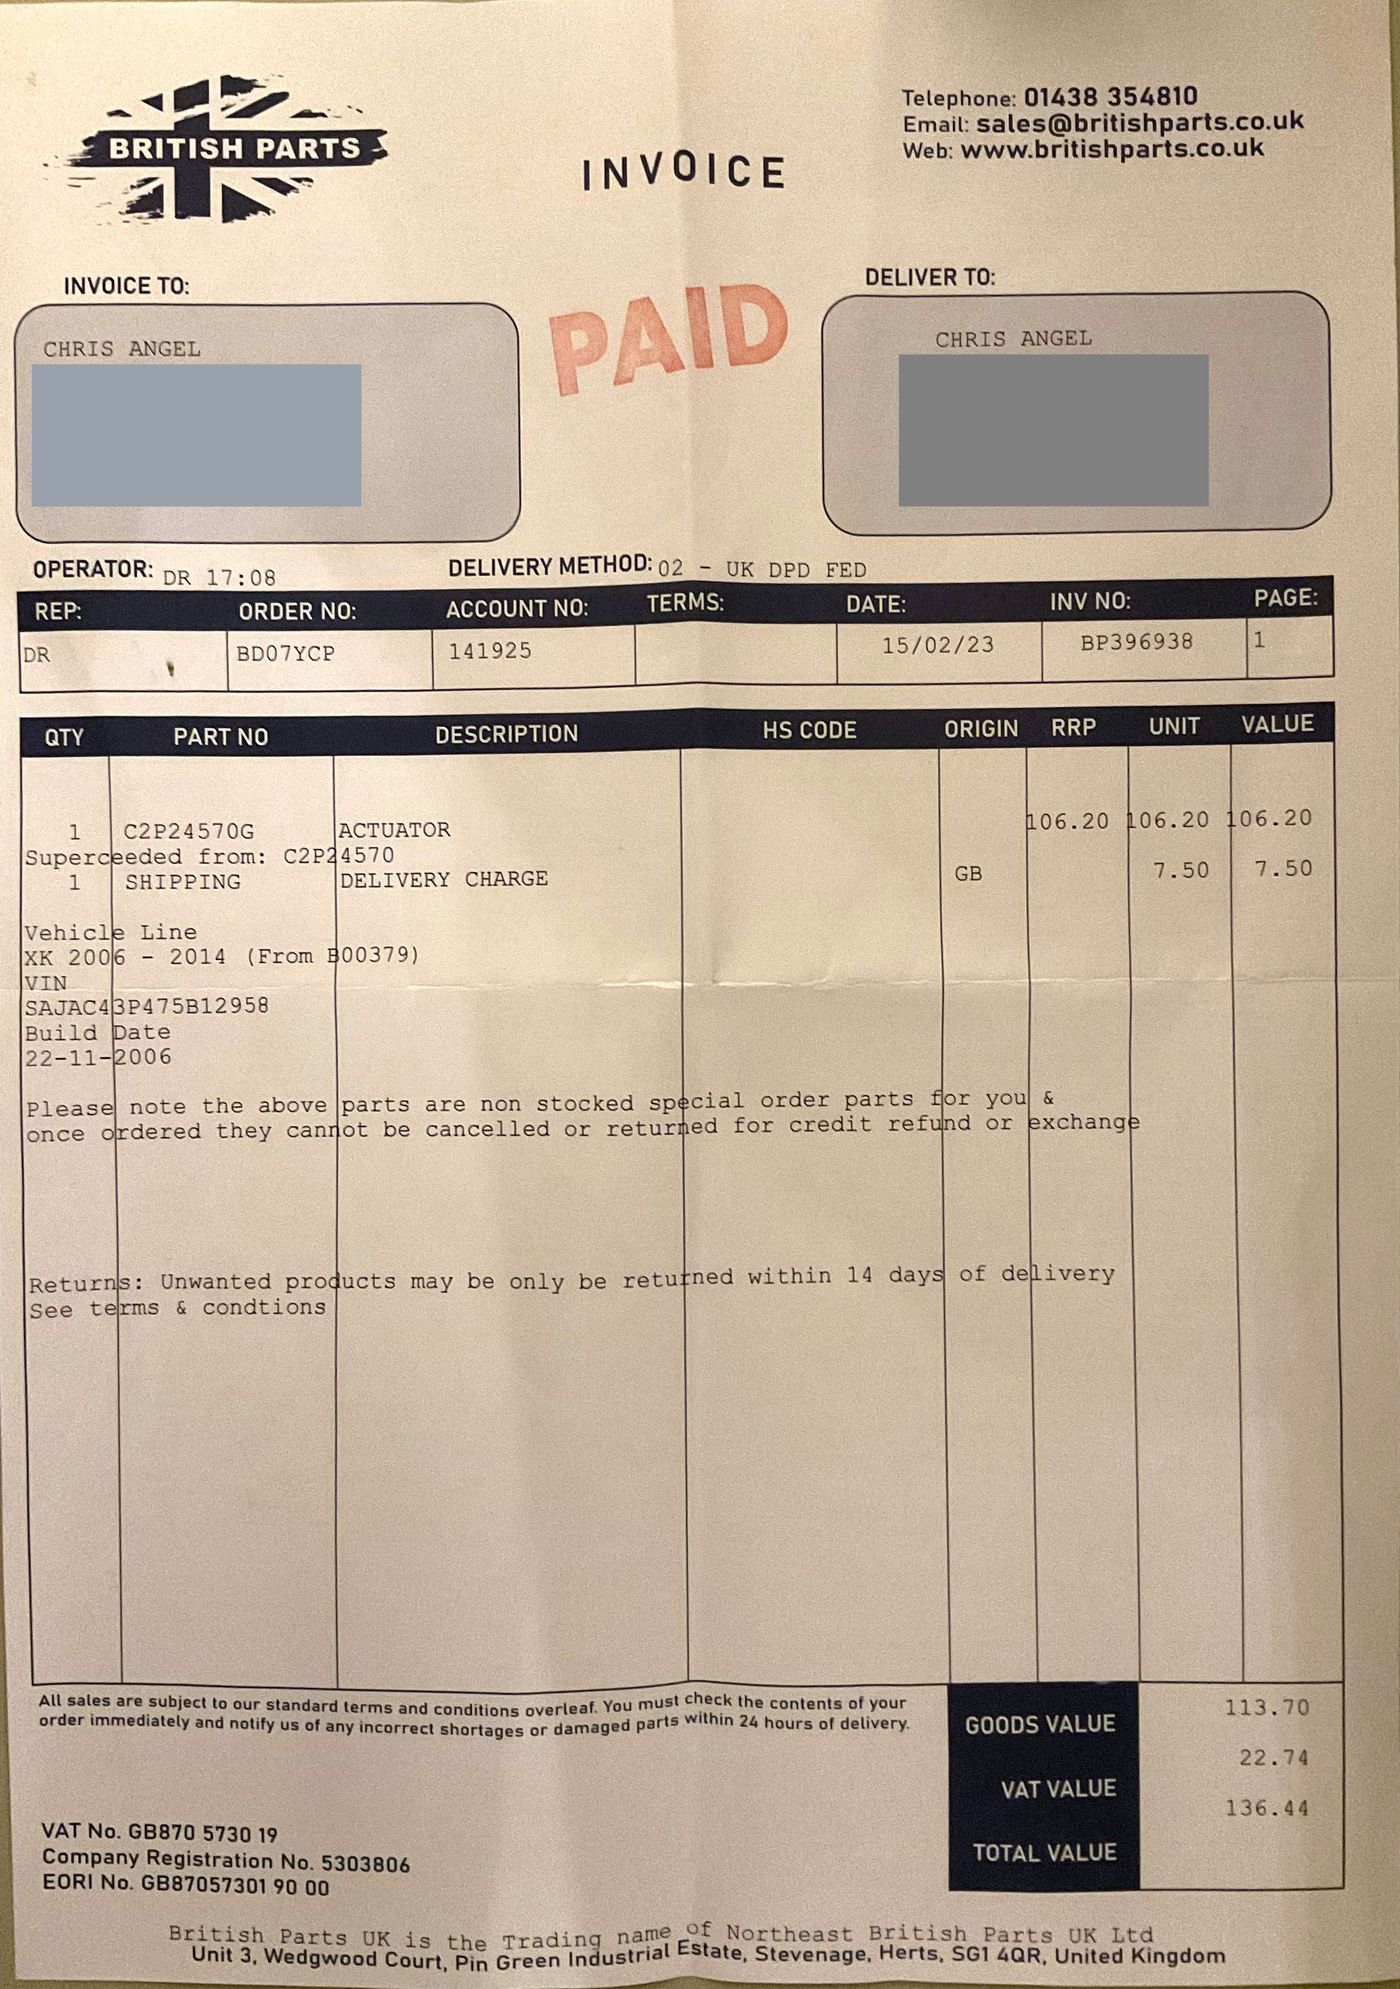 BRITISH PARTS
INVOICE
Telephone: 01438 354810
Email: sales@britishparts.co.uk
Web: www.britishparts.co.uk
INVOICE TO:
CHRIS ANGEL
PAID
DELIVER TO:
CHRIS ANGEL
OPERATOR: DR 17:08
DELIVERY METHOD: 02 - UK DPD FED
REP: ORDER NO: ACCOUNT NO: TERMS: DATE: INV NO: PAGE:
DR BD07YCP 141925 15/02/23 BP396938 1
QTY PART NO DESCRIPTION HS CODE ORIGIN RRP UNIT VALUE
1 C2P24570G ACTUATOR 106.20 106.20 106.20
Superceeded from: C2P24570
1 SHIPPING DELIVERY CHARGE GB 7.50 7.50
Vehicle Line
XK 2006 - 2014 (From B00379)
VIN
SAJAC43P475B12958
Build Date
22-11-2006
Please note the above parts are non stocked special order parts for you &
once ordered they cannot be cancelled or returned for credit refund or exchange
Returns: Unwanted products may be only be returned within 14 days of delivery
See terms & condtions
All sales are subject to our standard terms and conditions overleaf. You must check the contents of your
order immediately and notify us of any incorrect shortages or damaged parts within 24 hours of delivery.
GOODS VALUE 113.70
VAT VALUE 22.74
TOTAL VALUE 136.44
VAT No. GB870 5730 19
Company Registration No. 5303806
EORI No. GB87057301 90 00
British Parts UK is the Trading name of Northeast British Parts UK Ltd
Unit 3, Wedgwood Court, Pin Green Industrial Estate, Stevenage, Herts, SG1 4QR, United Kingdom